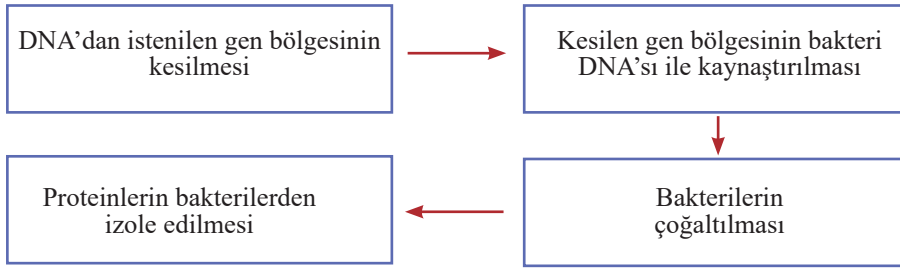 DNA’dan istenilen gen bölgesinin
kesilmesi
Kesilen gen bölgesinin bakteri
DNA’sı ile kaynaştırılması
Bakterilerin
çoğaltılması
Proteinlerin bakterilerden
izole edilmesi